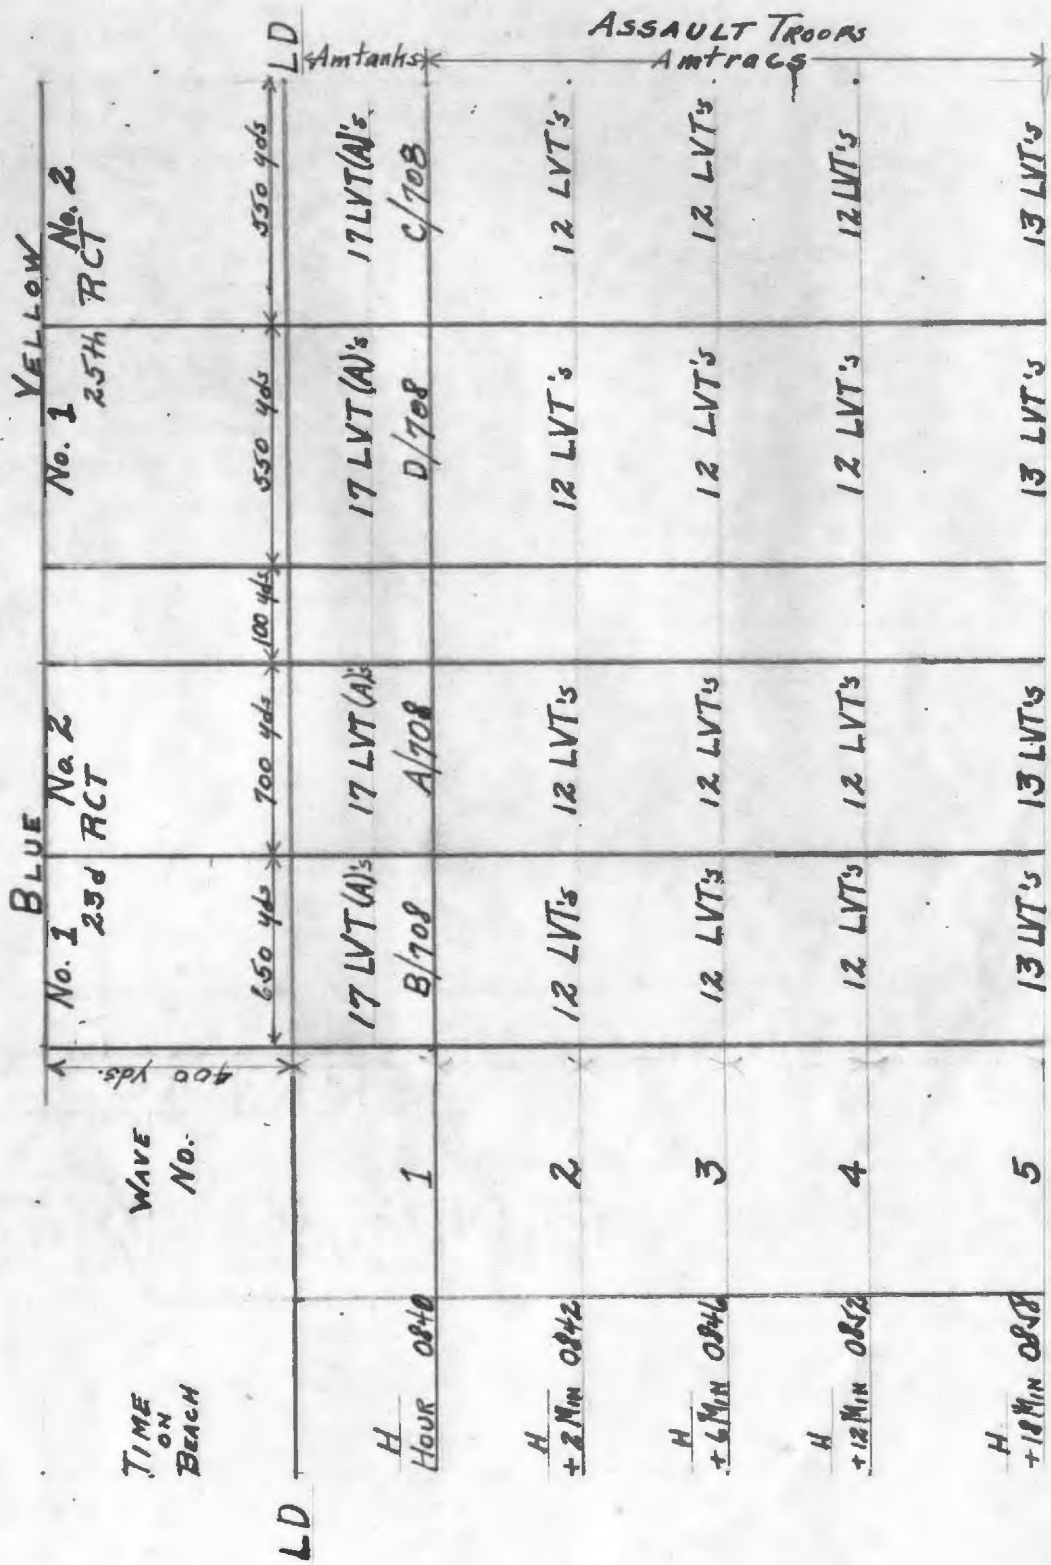 BLUE YELLOW
No. 1 No. 2 No. 1 No. 2
23d RCT 25th RCT
TIME ON BEACH
WAVE NO.
400 yds.
650 yds 700 yds 100 yds 550 yds 550 yds
LD LD
17 LVT(A)'s 17 LVT(A)'s 17 LVT(A)'s 17 LVT(A)'s
Amtanks
H HOUR 0840 1 B/708 A/708 D/708 C/708
ASSAULT TROOPS
Amtracs
H + 2 MIN 0842 2 12 LVT's 12 LVT's 12 LVT's 12 LVT's
H + 6 MIN 0846 3 12 LVT's 12 LVT's 12 LVT's 12 LVT's
H + 12 MIN 0852 4 12 LVT's 12 LVT's 12 LVT's 12 LVT's
H + 18 MIN 0858 5 13 LVT's 13 LVT's 13 LVT's 13 LVT's